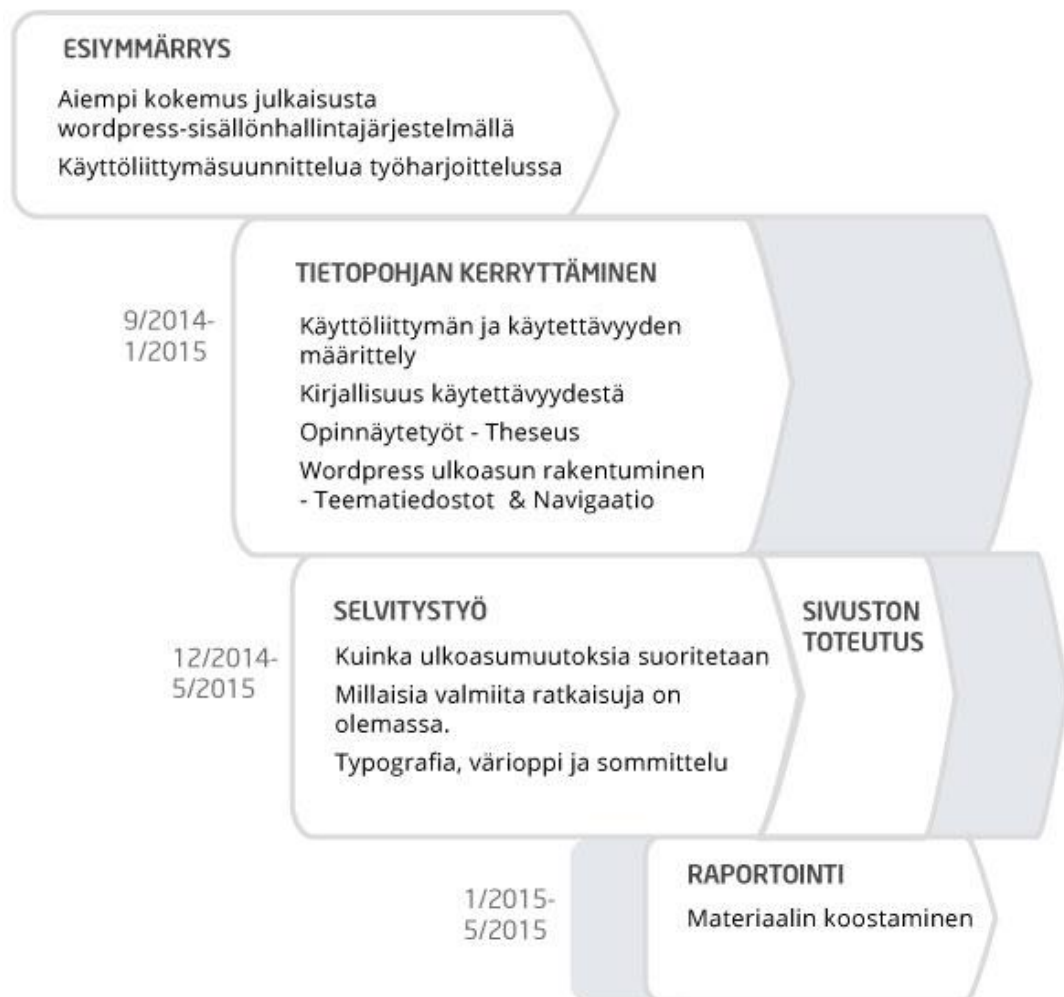 ESIYMMÄRRYS
Aiempi kokemus julkaisusta
wordpress-sisällönhallintajärjestelmällä
Käyttöliittymäsuunnittelua työharjoittelussa
9/2014-
1/2015
TIETOPOHJAN KERRYTTÄMINEN
Käyttöliittymän ja käytettävyyden
määrittely
Kirjallisuus käytettävyydestä
Opinnäytetyöt - Theseus
Wordpress ulkoasun rakentuminen
- Teematiedostot & Navigaatio
12/2014-
5/2015
SELVITYSTYÖ
Kuinka ulkoasumuutoksia suoritetaan
Millaisia valmiita ratkaisuja on
olemassa.
Typografia, värioppi ja sommittelu
SIVUSTON
TOTEUTUS
1/2015-
5/2015
RAPORTOINTI
Materiaalin koostaminen